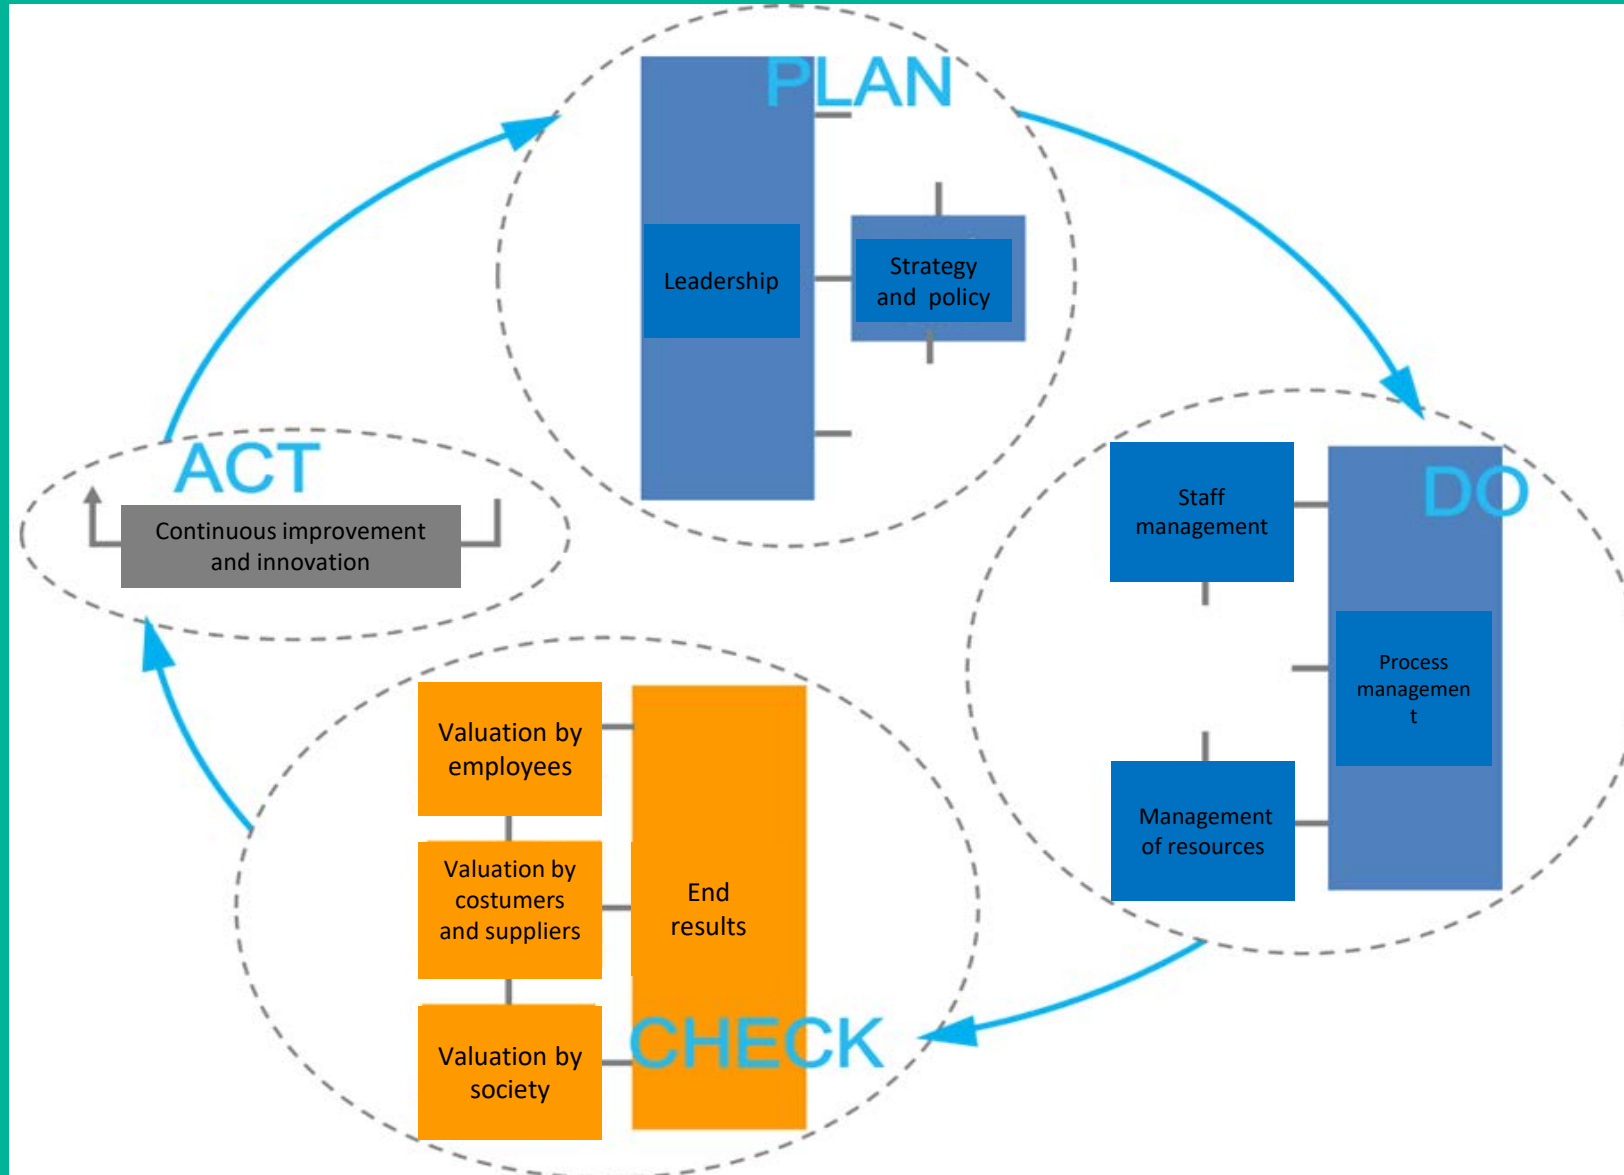 PLAN
Leadership
Strategy
and policy
ACT
Continuous improvement
and innovation
DO
Staff
management
Process
managemen
t
Management
of resources
Valuation by
employees
Valuation by
costumers
and suppliers
End
results
CHECK
Valuation by
society